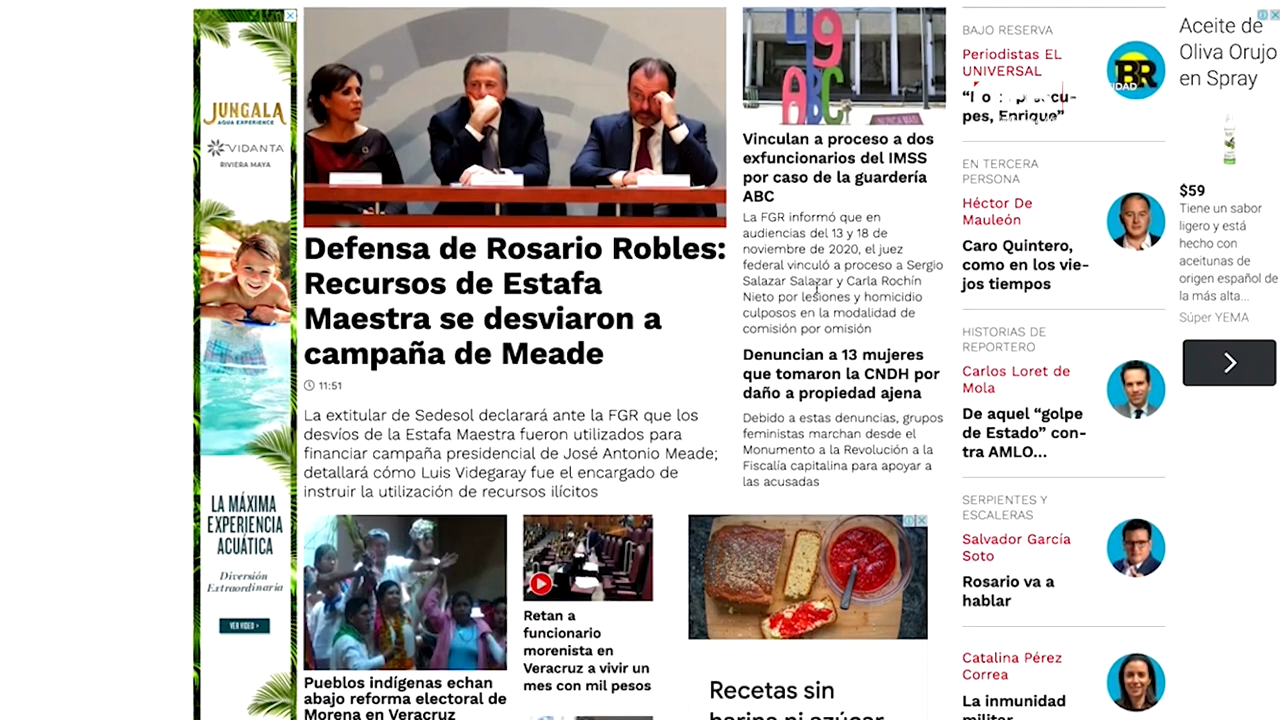 JUNGALA
AQUA EXPERIENCE
VIDANTA
RIVIERA MAYA
LA MÁXIMA
EXPERIENCIA
ACUÁTICA
Diversión
Extraordinaria
VER VIDEO >
Defensa de Rosario Robles:
Recursos de Estafa
Maestra se desviaron a
campaña de Meade
11:51
La extitular de Sedesol declarará ante la FGR que los
desvíos de la Estafa Maestra fueron utilizados para
financiar campaña presidencial de José Antonio Meade;
detallará cómo Luis Videgaray fue el encargado de
instruir la utilización de recursos ilícitos
Pueblos indígenas echan
abajo reforma electoral de
Morena en Veracruz
Retan a
funcionario
morenista en
Veracruz a vivir un
mes con mil pesos
49
ABC
Vinculan a proceso a dos
exfuncionarios del IMSS
por caso de la guardería
ABC
La FGR informó que en
audiencias del 13 y 18 de
noviembre de 2020, el juez
federal vinculó a proceso a Sergio
Salazar Salazar y Carla Rochín
Nieto por lesiones y homicidio
culposos en la modalidad de
comisión por omisión
Denuncian a 13 mujeres
que tomaron la CNDH por
daño a propiedad ajena
Debido a estas denuncias, grupos
feministas marchan desde el
Monumento a la Revolución a la
Fiscalía capitalina para apoyar a
las acusadas
Recetas sin
harina ni azúcar
BAJO RESERVA
Periodistas EL
UNIVERSAL
pes, Enrique”
BR
EN TERCERA
PERSONA
Héctor De
Mauleón
Caro Quintero,
como en los vie-
jos tiempos
HISTORIAS DE
REPORTERO
Carlos Loret de
Mola
De aquel “golpe
de Estado” con-
tra AMLO...
SERPIENTES Y
ESCALERAS
Salvador García
Soto
Rosario va a
hablar
Catalina Pérez
Correa
La inmunidad
militar
Aceite de
Oliva Orujo
en Spray
$59
Tiene un sabor
ligero y está
hecho con
aceitunas de
origen español de
la más alta...
Súper YEMA